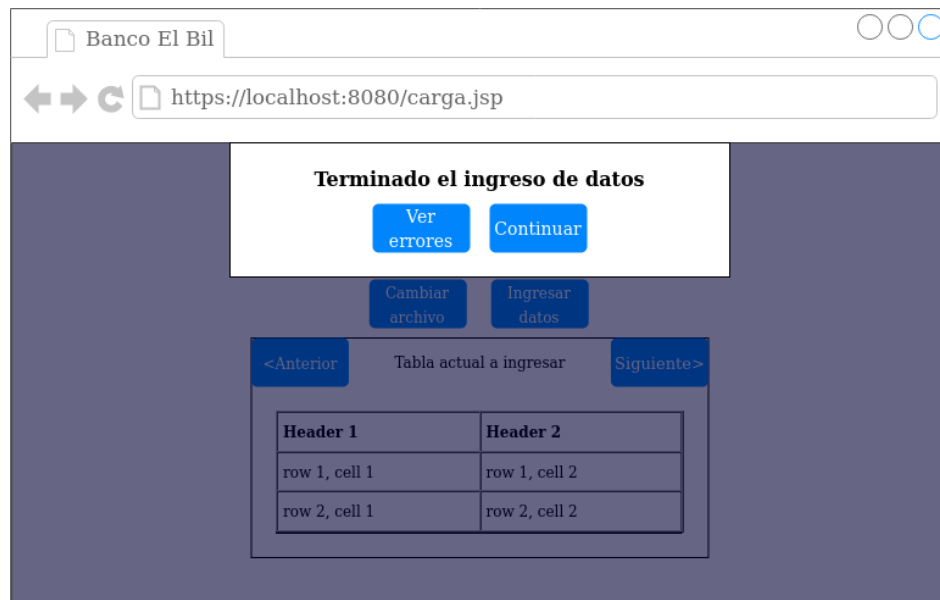 Banco El Bil
https://localhost:8080/carga.jsp
Terminado el ingreso de datos
Ver
errores
Continuar
Cambiar
archivo
Ingresar
datos
<Anterior
Tabla actual a ingresar
Siguiente>
Header 1
Header 2
row 1, cell 1
row 1, cell 2
row 2, cell 1
row 2, cell 2